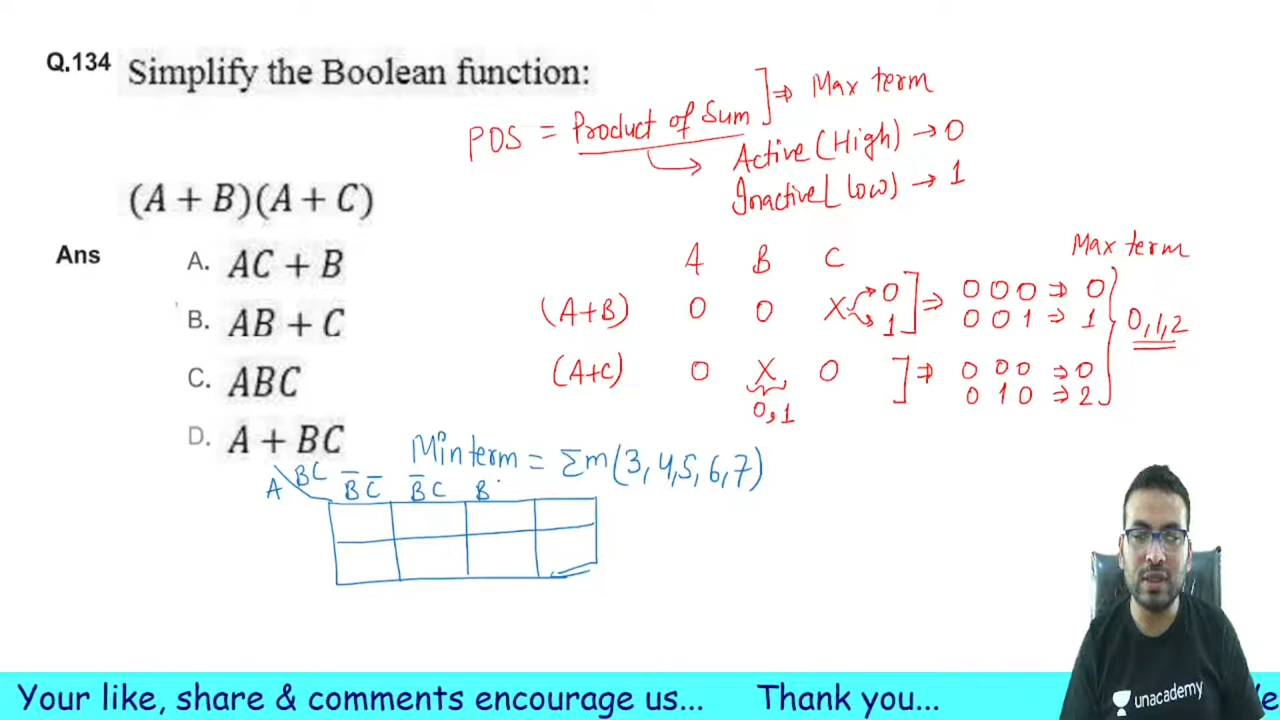 Q.134 Simplify the Boolean function:
POS = Product of Sum ] ⇒ Max term
Active (High) → 0
Inactive (low) → 1
(A + B)(A + C)
Ans
A. AC + B
B. AB + C
C. ABC
D. A + BC
A B C Max term
(A+B) 0 0 X 0 1 ] ⇒ 0 0 0 ⇒ 0
0 0 1 ⇒ 1
0,1,2
(A+C) 0 X 0 ] ⇒ 0 0 0 ⇒ 0
0,1 0 1 0 ⇒ 2
Minterm = Σm(3,4,5,6,7)
A BC B̅ C̅ B̅ C B
unacademy
Your like, share & comments encourage us... Thank you...